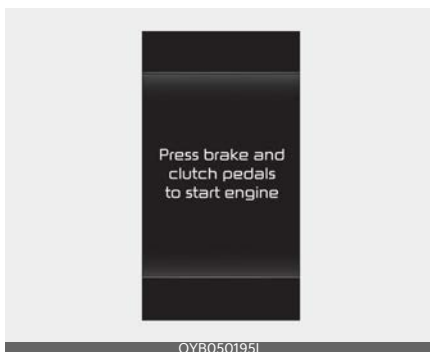 Press brake and
clutch pedals
to start engine
OYB050195L